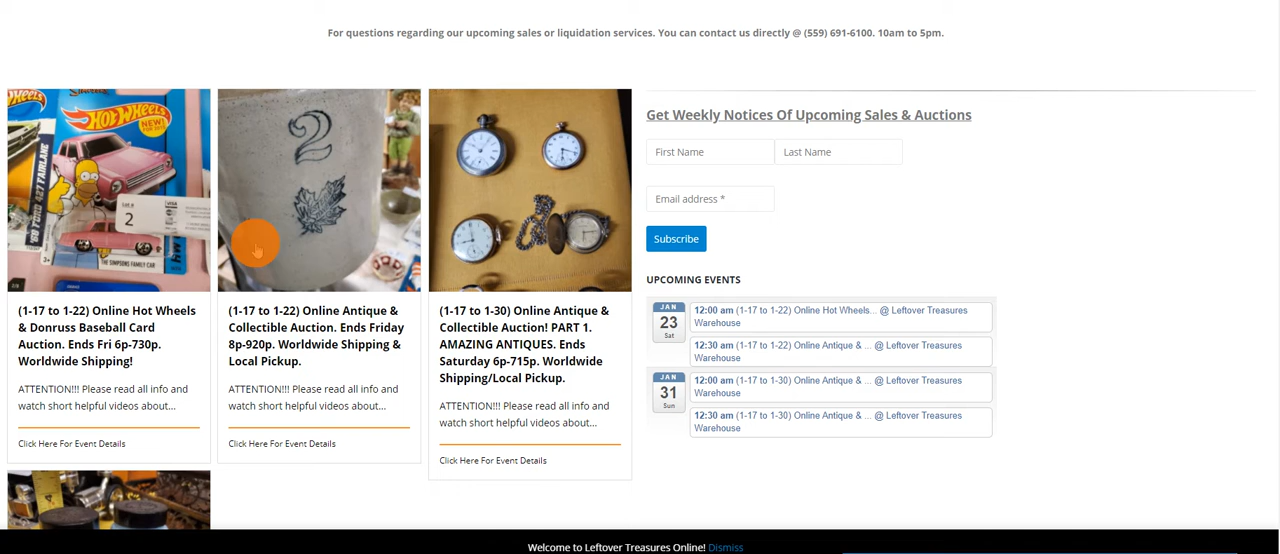 For questions regarding our upcoming sales or liquidation services. You can contact us directly @ (559) 691-6100. 10am to 5pm.
HOT WHEELS
NEW!
'66 FORD 427 FAIRLANE
2
THE SIMPSONS FAMILY CAR
2
(1-17 to 1-22) Online Hot Wheels
& Donruss Baseball Card
Auction. Ends Fri 6p-730p.
Worldwide Shipping!
ATTENTION!!! Please read all info and
watch short helpful videos about...
Click Here For Event Details
(1-17 to 1-22) Online Antique &
Collectible Auction. Ends Friday
8p-920p. Worldwide Shipping &
Local Pickup.
ATTENTION!!! Please read all info and
watch short helpful videos about...
Click Here For Event Details
(1-17 to 1-30) Online Antique &
Collectible Auction! PART 1.
AMAZING ANTIQUES. Ends
Saturday 6p-715p. Worldwide
Shipping/Local Pickup.
ATTENTION!!! Please read all info and
watch short helpful videos about...
Click Here For Event Details
Get Weekly Notices Of Upcoming Sales & Auctions
First Name
Last Name
Email address *
Subscribe
UPCOMING EVENTS
JAN
23
Sat
12:00 am (1-17 to 1-22) Online Hot Wheels... @ Leftover Treasures
Warehouse
12:30 am (1-17 to 1-22) Online Antique & ... @ Leftover Treasures
Warehouse
JAN
31
Sun
12:00 am (1-17 to 1-30) Online Antique & ... @ Leftover Treasures
Warehouse
12:30 am (1-17 to 1-30) Online Antique & ... @ Leftover Treasures
Warehouse
Welcome to Leftover Treasures Online! Dismiss